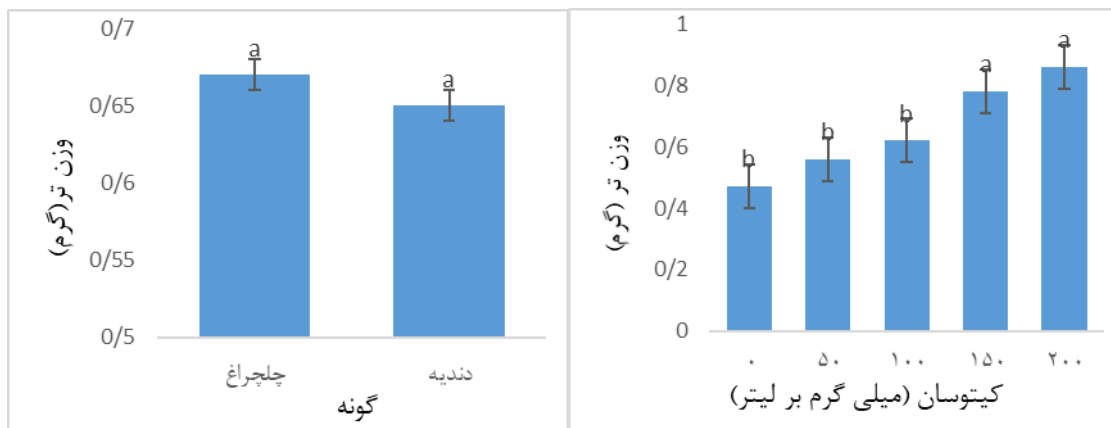 0/7
0/65
0/6
0/55
0/5
وزن تر(گرم)
a
a
چلچراغ
دندیه
گونه
1
0/8
0/6
0/4
0/2
0
وزن تر (گرم)
b
b
b
a
a
۰
۵۰
۱۰۰
۱۵۰
۲۰۰
کیتوسان (میلی گرم بر لیتر)